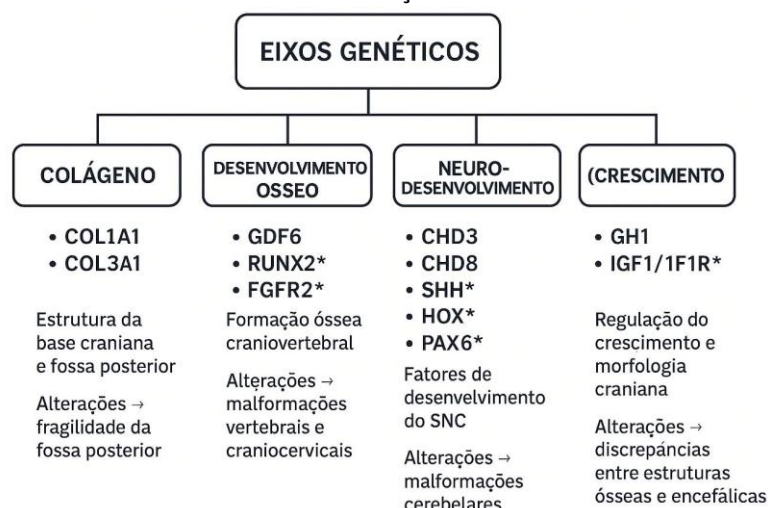 EIXOS GENÉTICOS
COLÁGENO
• COL1A1
• COL3A1
Estrutura da
base craniana
e fossa posterior
Alterações →
fragilidade da
fossa posterior
DESENVOLVIMENTO
OSSEO
• GDF6
• RUNX2*
• FGFR2*
Formação óssea
craniovertebral
Alterações →
malformações
vertebrais e
craniocervicais
NEURO-
DESENVOLVIMENTO
• CHD3
• CHD8
• SHH*
• HOX*
• PAX6*
Fatores de
desenvelvimento
do SNC
Alterações →
malformações
cerebelares
(CRESCIMENTO
• GH1
• IGF1/1F1R*
Regulação do
crescimento e
morfologia
craniana
Alterações →
discrepáncias
entre estruturas
ósseas e encefálicas